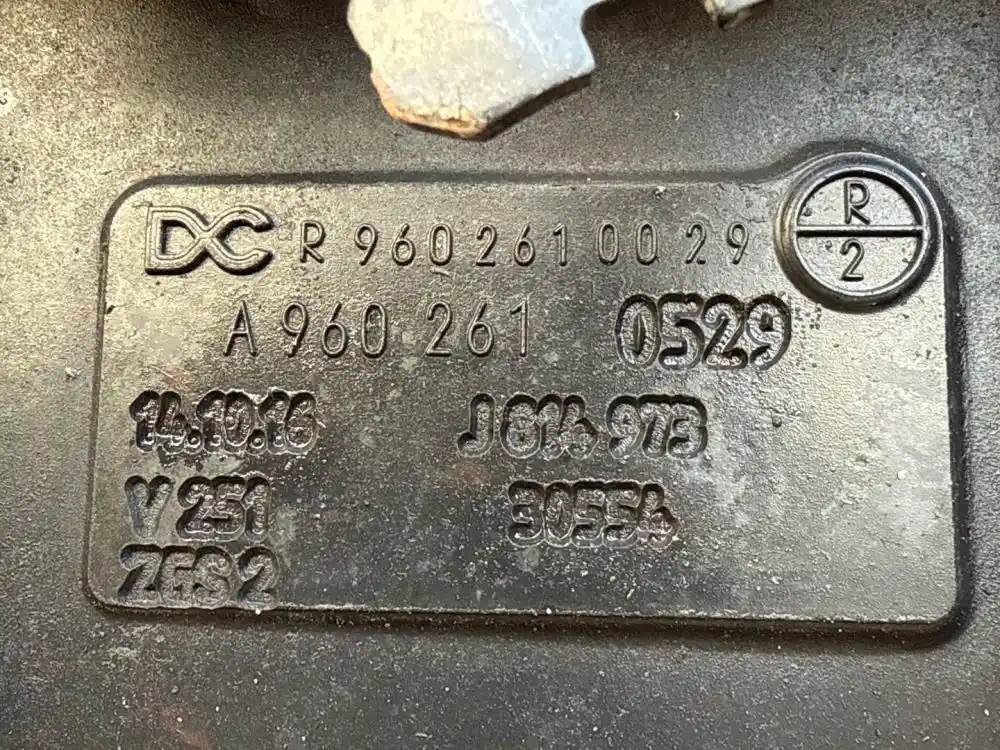 DC R 960 261 00 29
R
2
A 960 261 0529
14.10.16 J 814 973
V 251 30554
ZGS 2